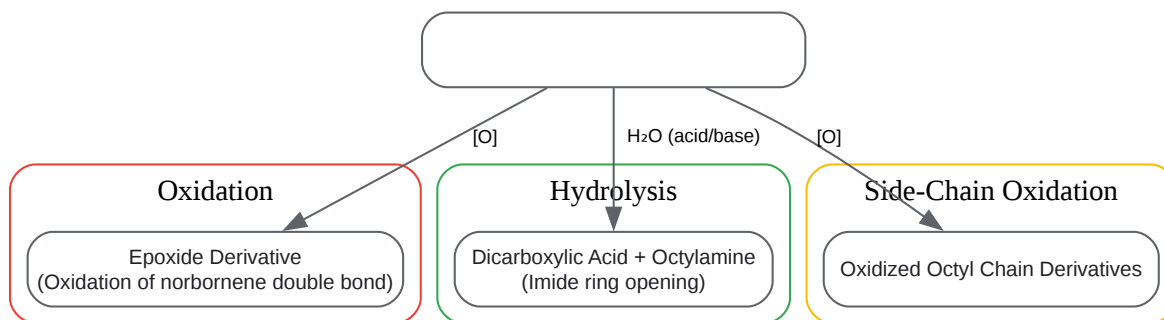 [O]
H₂O (acid/base)
[O]
Oxidation
Hydrolysis
Side-Chain Oxidation
Epoxide Derivative
(Oxidation of norbornene double bond)
Dicarboxylic Acid + Octylamine
(Imide ring opening)
Oxidized Octyl Chain Derivatives